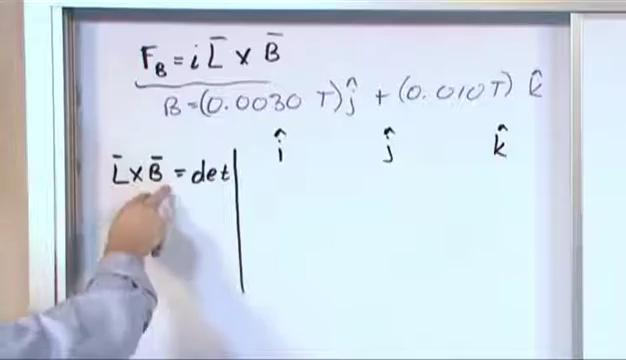 F_B = i L̄ × B̄
B = (0.0030 T) ĵ + (0.010 T) k̂
î ĵ k̂
L̄ × B̄ = det |